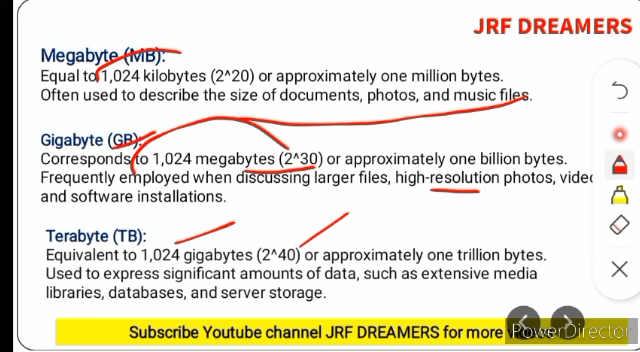 JRF DREAMERS
Megabyte (MB):
Equal to 1,024 kilobytes (2^20) or approximately one million bytes.
Often used to describe the size of documents, photos, and music files.
Gigabyte (GB):
Corresponds to 1,024 megabytes (2^30) or approximately one billion bytes.
Frequently employed when discussing larger files, high-resolution photos, videc
and software installations.
Terabyte (TB):
Equivalent to 1,024 gigabytes (2^40) or approximately one trillion bytes.
Used to express significant amounts of data, such as extensive media
libraries, databases, and server storage.
Subscribe Youtube channel JRF DREAMERS for more
PowerDirector